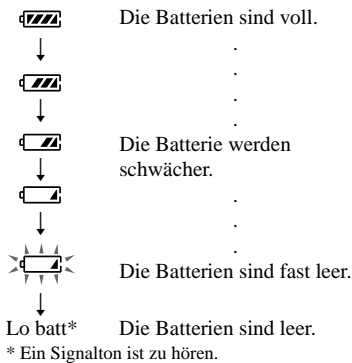 Die Batterien sind voll.
.
.
.
.
Die Batterie werden
schwächer.
.
.
.
Die Batterien sind fast leer.
Lo batt* Die Batterien sind leer.
* Ein Signalton ist zu hören.